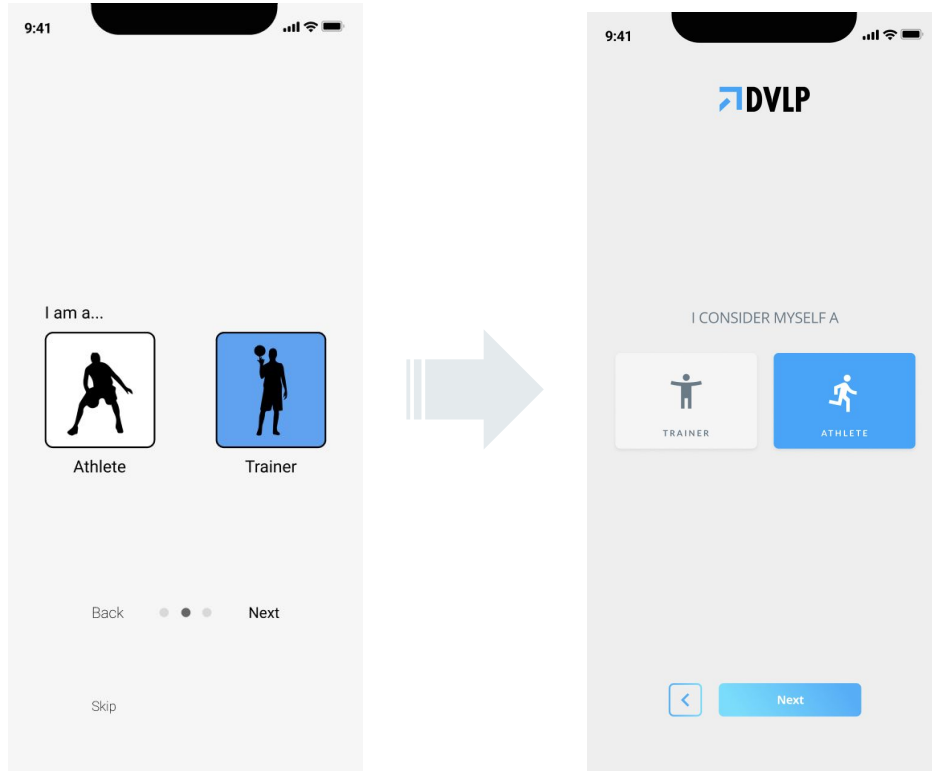 9:41
I am a...
Athlete
Trainer
Back
Next
Skip
9:41
DVLP
I CONSIDER MYSELF A
TRAINER
ATHLETE
Next